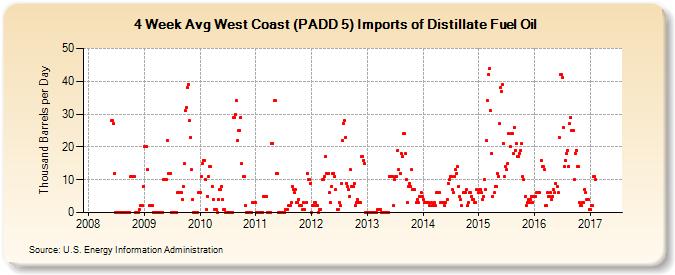 4 Week Avg West Coast (PADD 5) Imports of Distillate Fuel Oil
Thousand Barrels per Day
50
40
30
20
10
0
2008 2009 2010 2011 2012 2013 2014 2015 2016 2017
Source: U.S. Energy Information Administration